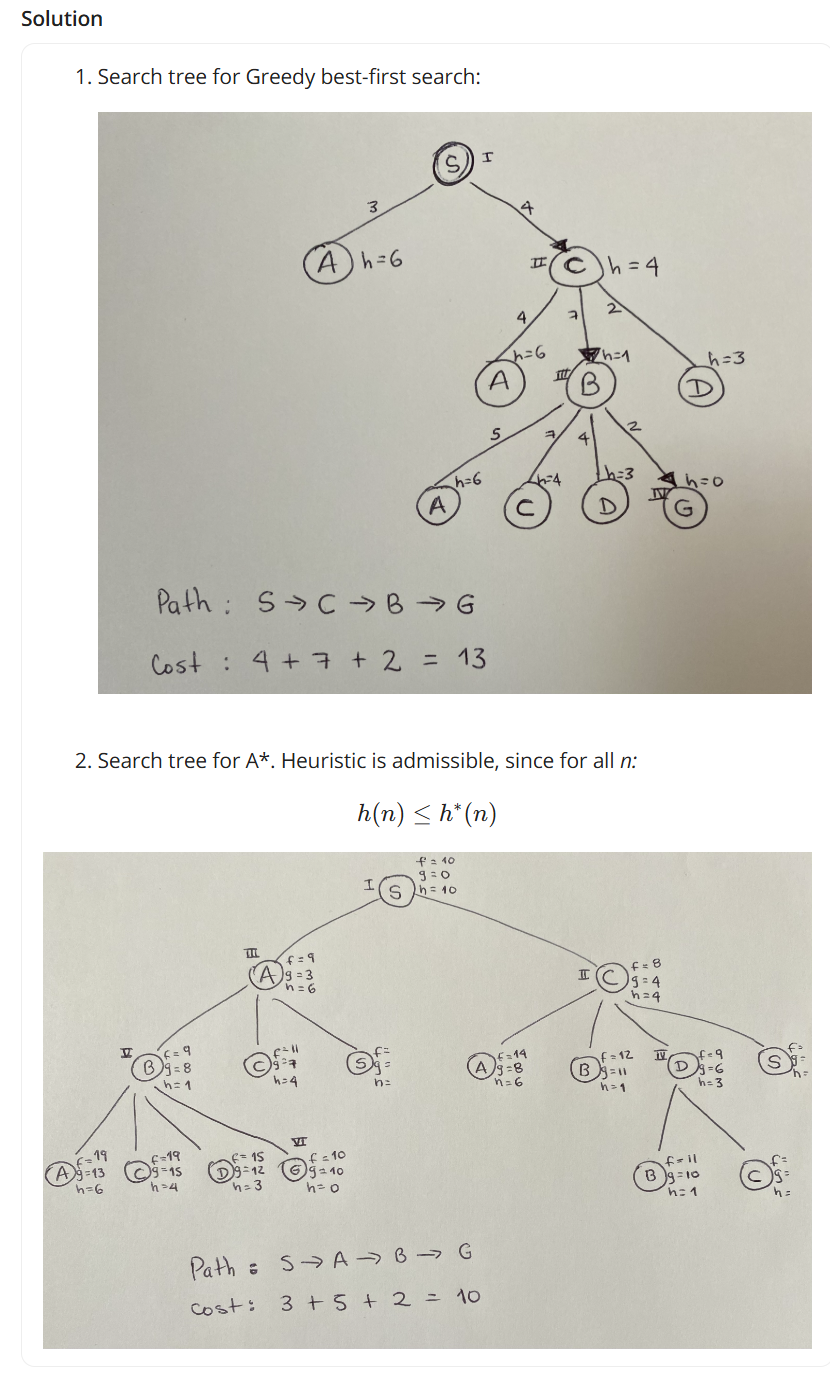 Solution
1. Search tree for Greedy best-first search:
S I
3 4
A h=6
II C h=4
4 7 2
h=6 h=1 h=3
A III B D
5 7 4 2
h=6 h=4 h=3 h=0
A C D IV G
Path: S → C → B → G
Cost : 4 + 7 + 2 = 13
2. Search tree for A*. Heuristic is admissible, since for all n:
h(n) ≤ h*(n)
f=10
g=0
I S h=10
III
A
f=9
g=3
h=6
II C
f=8
g=4
h=4
V
B
f=9
g=8
h=1
C
f=11
g=7
h=4
S
f=
g=
h=
A
f=14
g=8
h=6
B
f=12
g=11
h=1
IV
D
f=9
g=6
h=3
S
f=
g=
h=
A
f=19
g=13
h=6
C
f=19
g=15
h=4
D
f=15
g=12
h=3
VI
G
f=10
g=10
h=0
B
f=11
g=10
h=1
C
f=
g=
h=
Path: S → A → B → G
Cost: 3 + 5 + 2 = 10